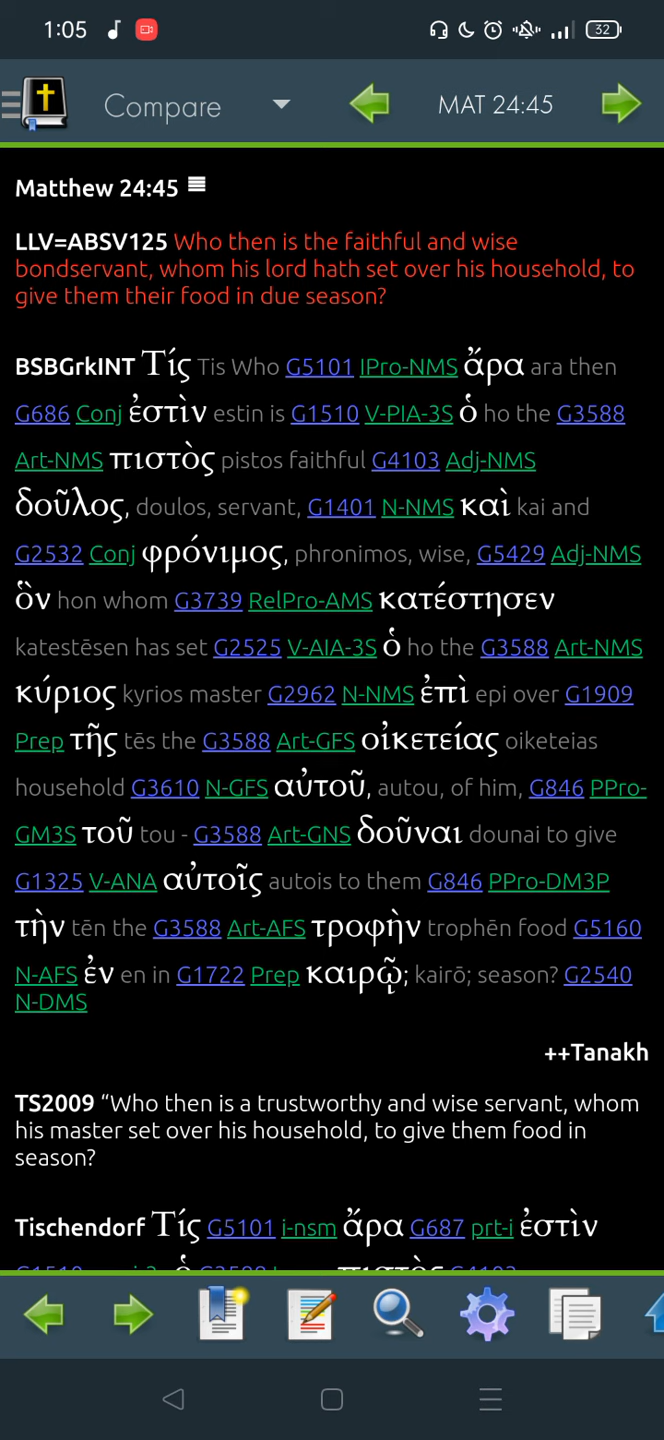 1:05
32
Compare
MAT 24:45
Matthew 24:45
LLV=ABSV125 Who then is the faithful and wise
bondservant, whom his lord hath set over his household, to
give them their food in due season?
BSBGrkINT Τίς Tis Who G5101 IPro-NMS ἄρα ara then
G686 Conj ἐστὶν estin is G1510 V-PIA-3S ὁ ho the G3588
Art-NMS πιστὸς pistos faithful G4103 Adj-NMS
δοῦλος, doulos, servant, G1401 N-NMS καὶ kai and
G2532 Conj φρόνιμος, phronimos, wise, G5429 Adj-NMS
ὃν hon whom G3739 RelPro-AMS κατέστησεν
katestēsen has set G2525 V-AIA-3S ὁ ho the G3588 Art-NMS
κύριος kyrios master G2962 N-NMS ἐπὶ epi over G1909
Prep τῆς tēs the G3588 Art-GFS οἰκετείας oiketeias
household G3610 N-GFS αὐτοῦ, autou, of him, G846 PPro-
GM3S τοῦ tou - G3588 Art-GNS δοῦναι dounai to give
G1325 V-ANA αὐτοῖς autois to them G846 PPro-DM3P
τὴν tēn the G3588 Art-AFS τροφὴν trophēn food G5160
N-AFS ἐν en in G1722 Prep καιρῷ; kairō; season? G2540
N-DMS
++Tanakh
TS2009 “Who then is a trustworthy and wise servant, whom
his master set over his household, to give them food in
season?
Tischendorf Τίς G5101 i-nsm ἄρα G687 prt-i ἐστὶν